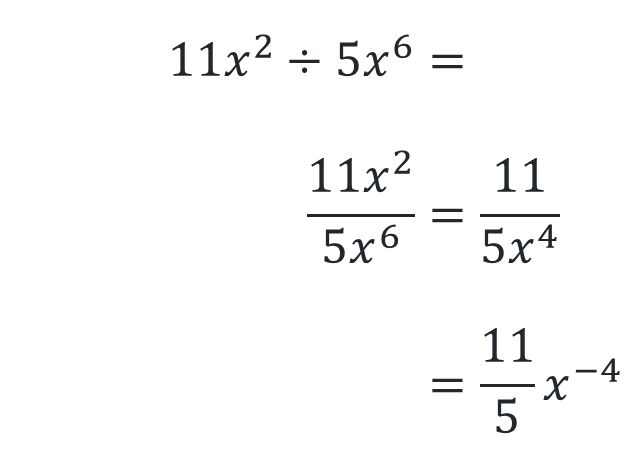 11x² ÷ 5x⁶ =
11x²/5x⁶ = 11/5x⁴
= 11/5 x⁻⁴